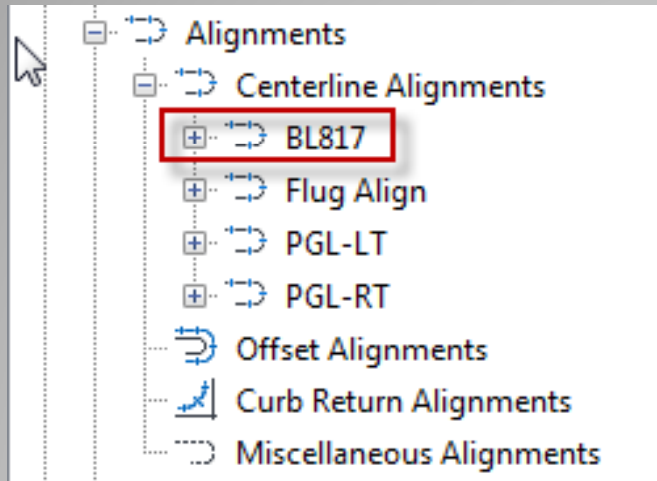 Alignments
Centerline Alignments
BL817
Flug Align
PGL-LT
PGL-RT
Offset Alignments
Curb Return Alignments
Miscellaneous Alignments